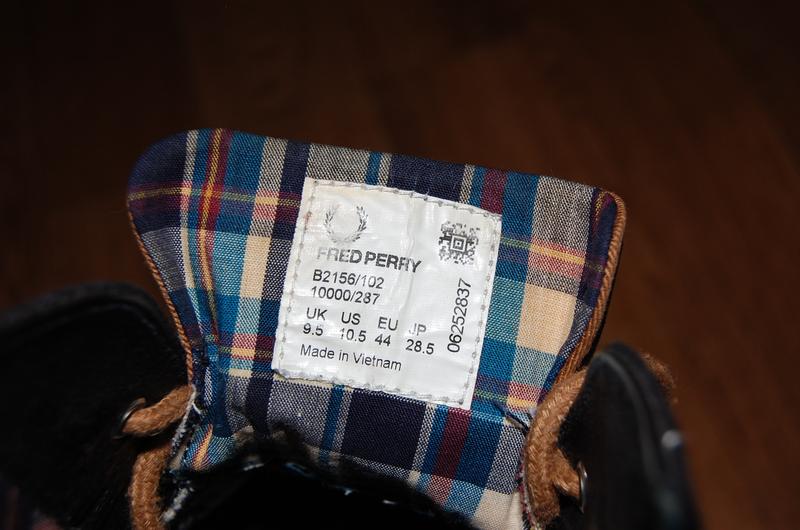 FRED PERRY
B2156/102
10000/287
UK US EU JP
9.5 10.5 44 28.5
Made in Vietnam
06252837